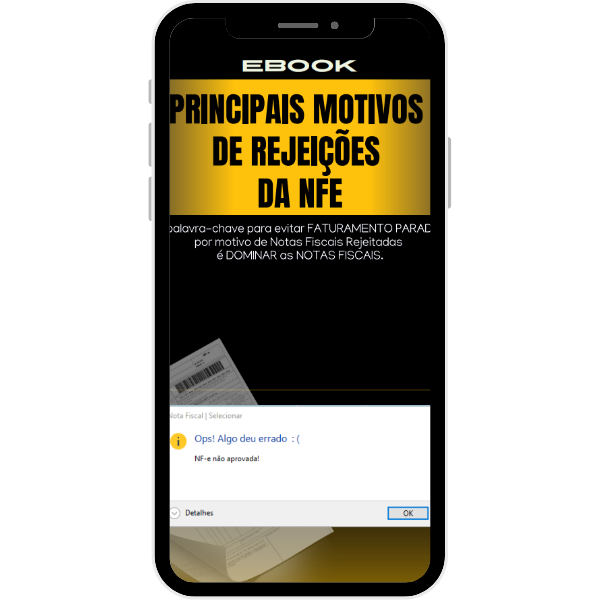 EBOOK
PRINCIPAIS MOTIVOS
DE REJEIÇÕES
DA NFE
palavra-chave para evitar FATURAMENTO PARAD
por motivo de Notas Fiscais Rejeitadas
é DOMINAR as NOTAS FISCAIS.
Nota Fiscal | Selecionar
Ops! Algo deu errado : (
NF-e não aprovada!
Detalhes
OK